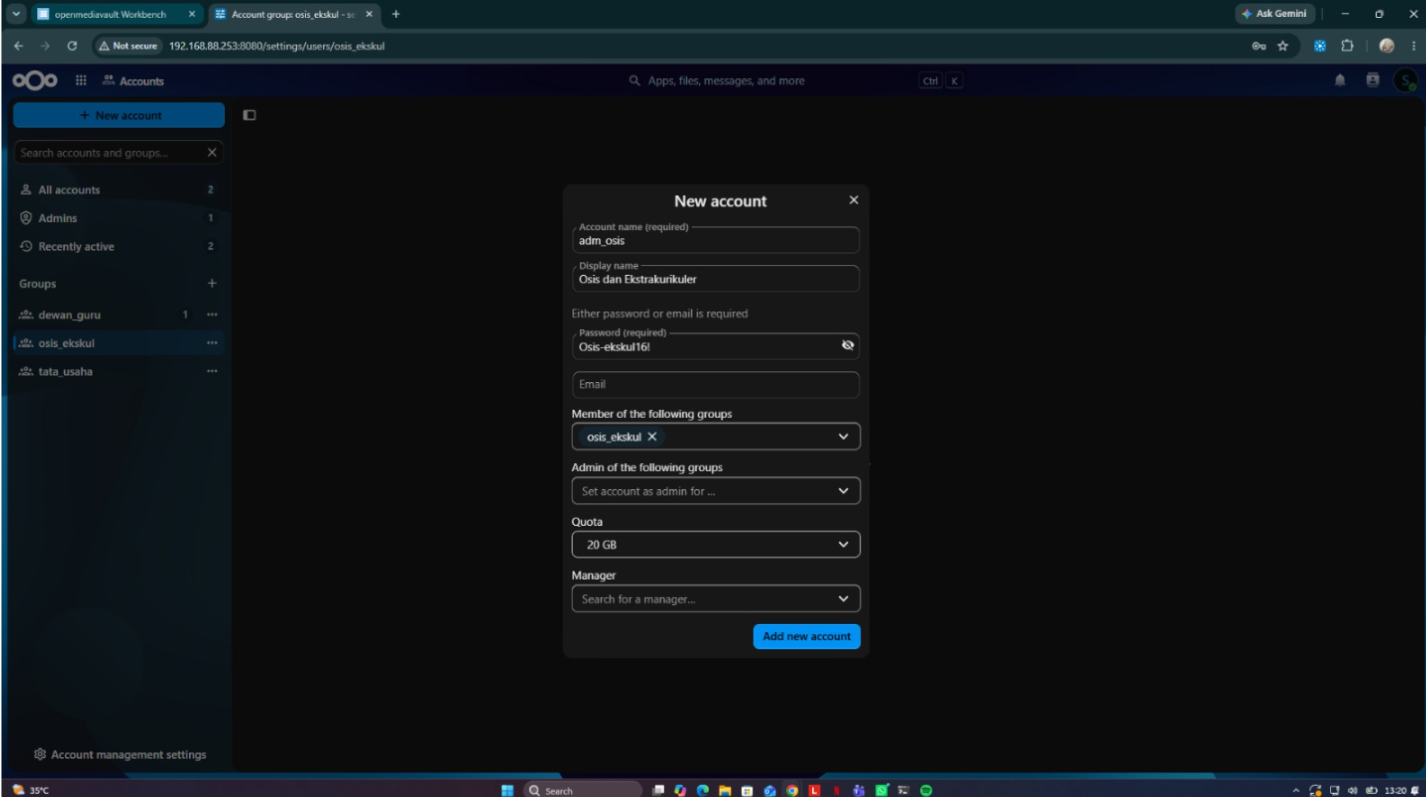 openmediavault Workbench
Account group: osis_ekskul - se
Ask Gemini
Not secure
192.168.88.253:8080/settings/users/osis_ekskul
Accounts
Apps, files, messages, and more
Ctrl K
S
+ New account
Search accounts and groups...
All accounts 2
Admins 1
Recently active 2
Groups
dewan_guru 1
osis_ekskul
tata_usaha
Account management settings
New account
Account name (required)
adm_osis
Display name
Osis dan Ekstrakurikuler
Either password or email is required
Password (required)
Osis-ekskul16!
Email
Member of the following groups
osis_ekskul
Admin of the following groups
Set account as admin for ...
Quota
20 GB
Manager
Search for a manager...
Add new account
35°C
Search
L
13:20